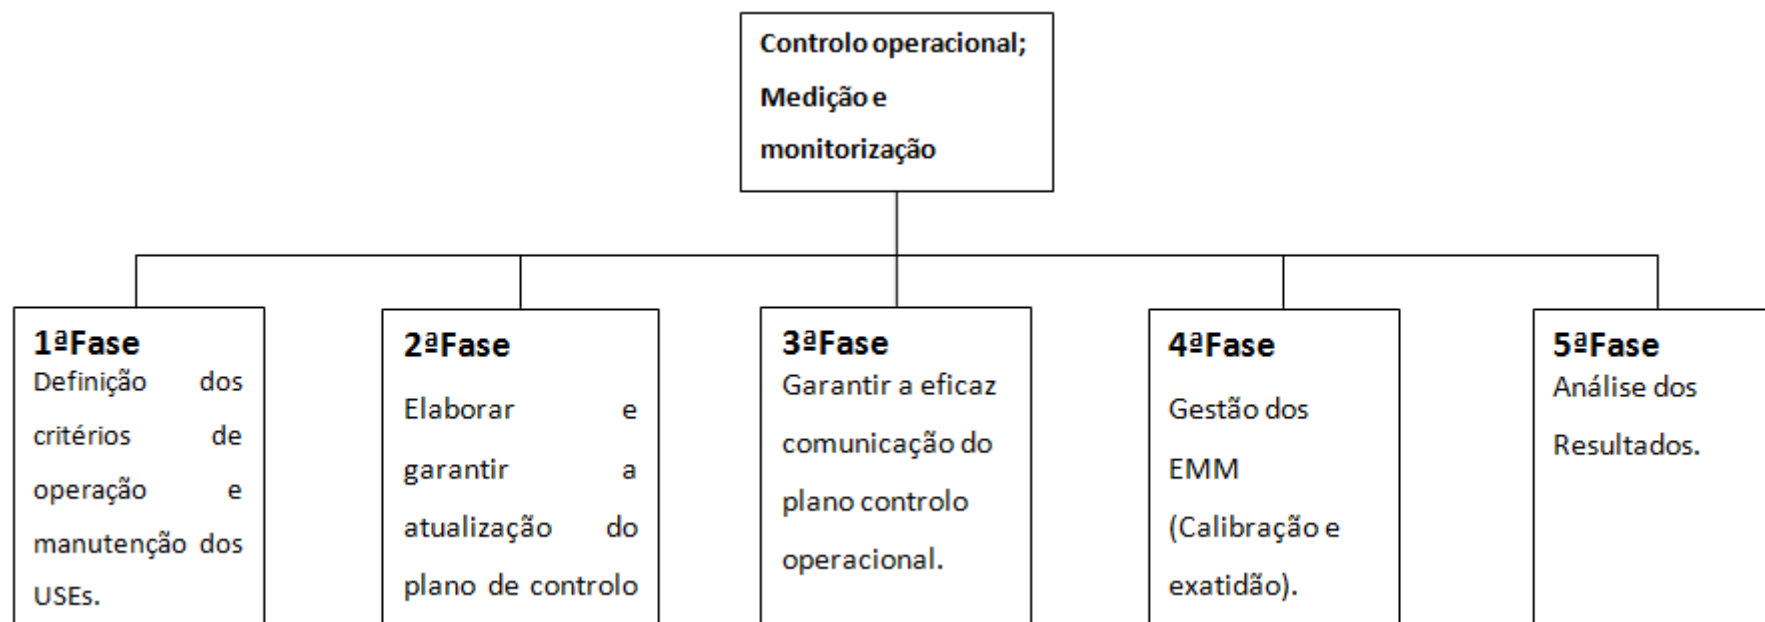 Controlo operacional;
Medição e
monitorização
1ªFase
Definição dos
critérios de
operação e
manutenção dos
USEs.
2ªFase
Elaborar e
garantir a
atualização do
plano de controlo
3ªFase
Garantir a eficaz
comunicação do
plano controlo
operacional.
4ªFase
Gestão dos
EMM
(Calibração e
exatidão).
5ªFase
Análise dos
Resultados.